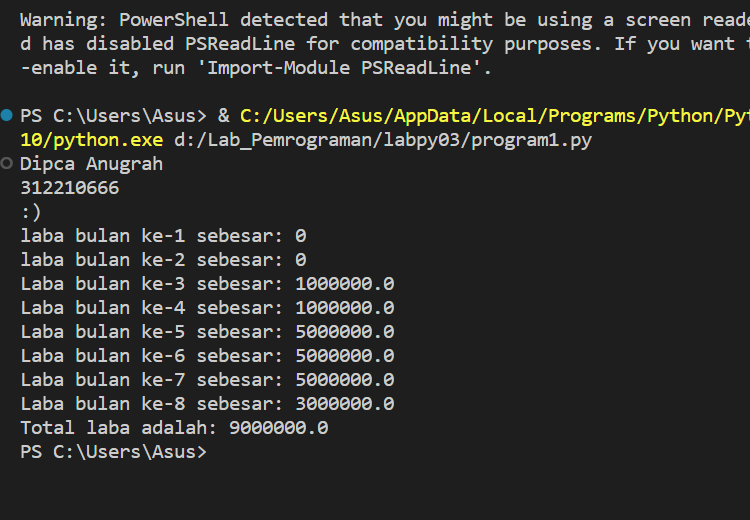 Warning: PowerShell detected that you might be using a screen reade
d has disabled PSReadLine for compatibility purposes. If you want
-enable it, run 'Import-Module PSReadLine'.
PS C:\Users\Asus> & C:/Users/Asus/AppData/Local/Programs/Python/Pyt
10/python.exe d:/Lab_Pemrograman/labpy03/program1.py
Dipca Anugrah
312210666
:)
laba bulan ke-1 sebesar: 0
laba bulan ke-2 sebesar: 0
Laba bulan ke-3 sebesar: 1000000.0
Laba bulan ke-4 sebesar: 1000000.0
Laba bulan ke-5 sebesar: 5000000.0
Laba bulan ke-6 sebesar: 5000000.0
Laba bulan ke-7 sebesar: 5000000.0
Laba bulan ke-8 sebesar: 3000000.0
Total laba adalah: 9000000.0
PS C:\Users\Asus>